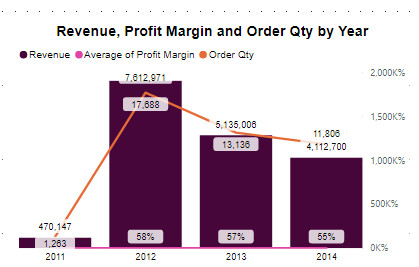 Revenue, Profit Margin and Order Qty by Year
Revenue Average of Profit Margin Order Qty
7,612,971
2,000K%
17,688
1,500K%
5,135,006
11,806
13,136
4,112,700
1,000K%
500K%
470,147
1,263
58%
57%
55%
0K%
2011 2012 2013 2014